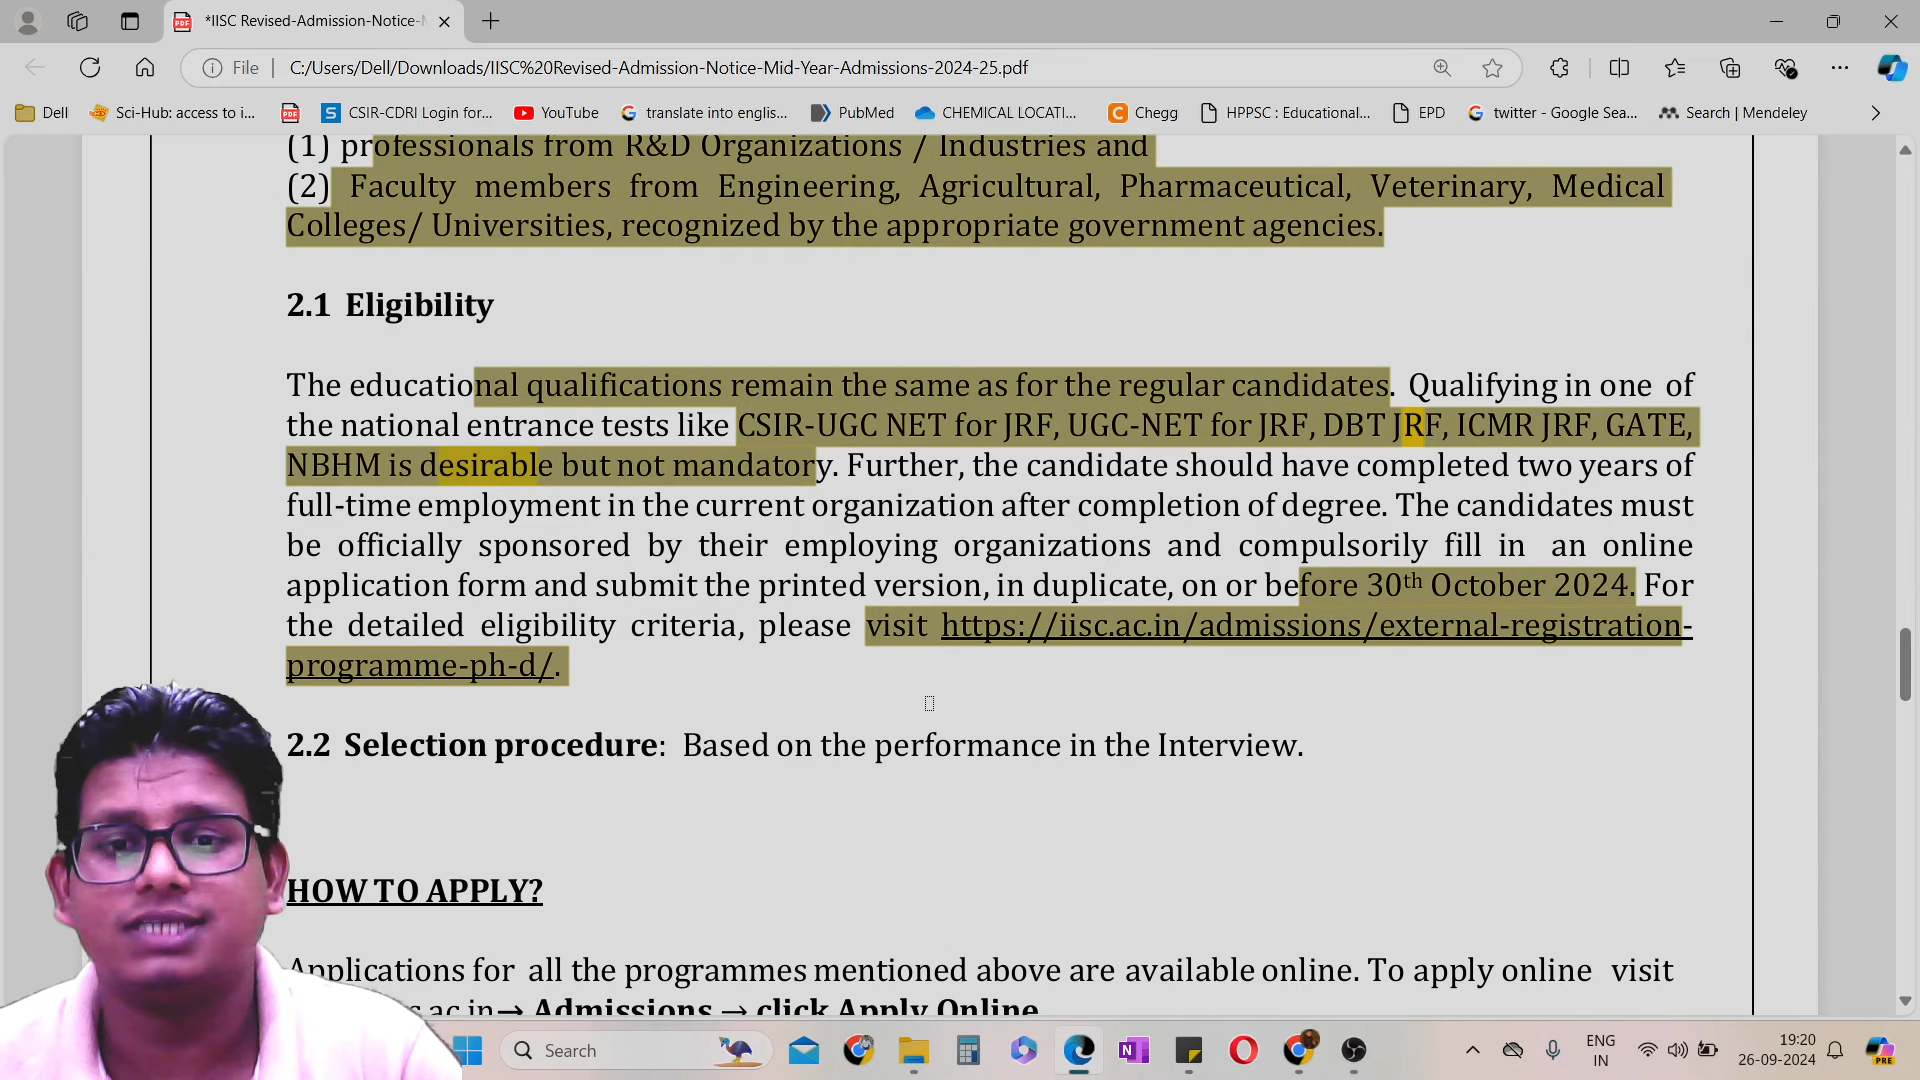 *IISC Revised-Admission-Notice-M
File
C:/Users/Dell/Downloads/IISC%20Revised-Admission-Notice-Mid-Year-Admissions-2024-25.pdf
Dell
Sci-Hub: access to i...
CSIR-CDRI Login for...
YouTube
translate into englis...
PubMed
CHEMICAL LOCATI...
Chegg
HPPSC : Educational...
EPD
twitter - Google Sea...
Search | Mendeley
(1) professionals from R&D Organizations / Industries and
(2) Faculty members from Engineering, Agricultural, Pharmaceutical, Veterinary, Medical
Colleges/ Universities, recognized by the appropriate government agencies.
2.1 Eligibility
The educational qualifications remain the same as for the regular candidates. Qualifying in one of
the national entrance tests like CSIR-UGC NET for JRF, UGC-NET for JRF, DBT JRF, ICMR JRF, GATE,
NBHM is desirable but not mandatory. Further, the candidate should have completed two years of
full-time employment in the current organization after completion of degree. The candidates must
be officially sponsored by their employing organizations and compulsorily fill in an online
application form and submit the printed version, in duplicate, on or before 30th October 2024. For
the detailed eligibility criteria, please visit https://iisc.ac.in/admissions/external-registration-
programme-ph-d/.
2.2 Selection procedure: Based on the performance in the Interview.
HOW TO APPLY?
Applications for all the programmes mentioned above are available online. To apply online visit
ac.in→ Admissions → click Apply Online
Search
ENG
IN
19:20
26-09-2024
PRE